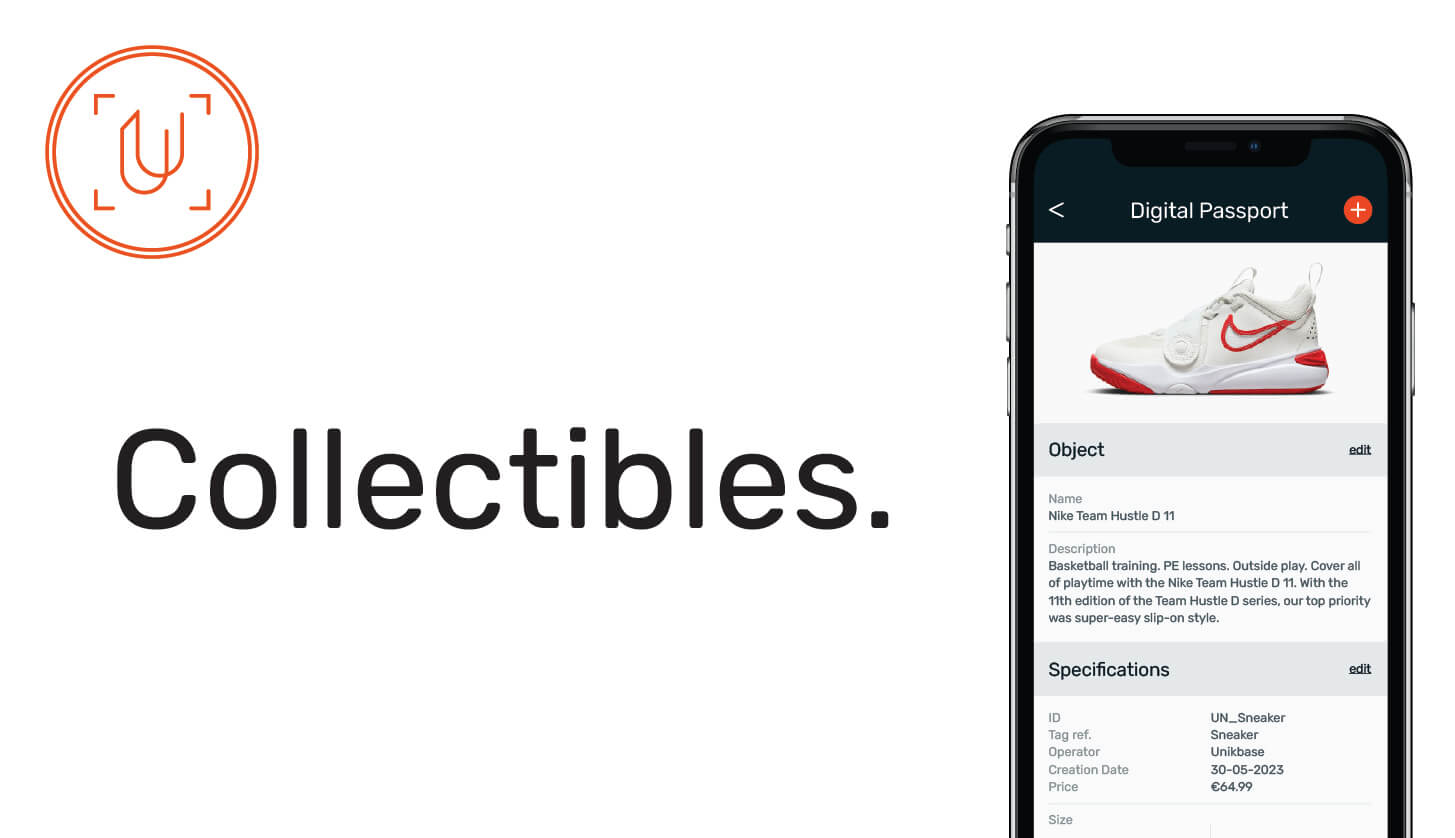 Collectibles.
<
Digital Passport
+
Object
edit
Name
Nike Team Hustle D 11
Description
Basketball training. PE lessons. Outside play. Cover all
of playtime with the Nike Team Hustle D 11. With the
11th edition of the Team Hustle D series, our top priority
was super-easy slip-on style.
Specifications
edit
ID UN_Sneaker
Tag ref. Sneaker
Operator Unikbase
Creation Date 30-05-2023
Price €64.99
Size